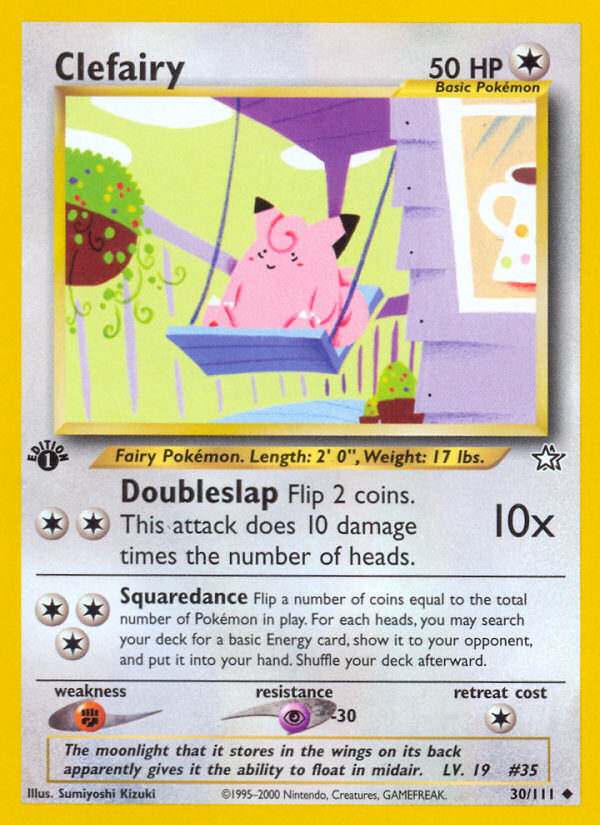 Clefairy
50 HP
Basic Pokémon
EDITION
1
Fairy Pokémon. Length: 2' 0", Weight: 17 lbs.
Doubleslap Flip 2 coins.
This attack does 10 damage
times the number of heads.
10x
Squaredance Flip a number of coins equal to the total
number of Pokémon in play. For each heads, you may search
your deck for a basic Energy card, show it to your opponent,
and put it into your hand. Shuffle your deck afterward.
weakness
resistance
retreat cost
-30
The moonlight that it stores in the wings on its back
apparently gives it the ability to float in midair. LV. 19 #35
Illus. Sumiyoshi Kizuki
©1995-2000 Nintendo, Creatures, GAMEFREAK.
30/111